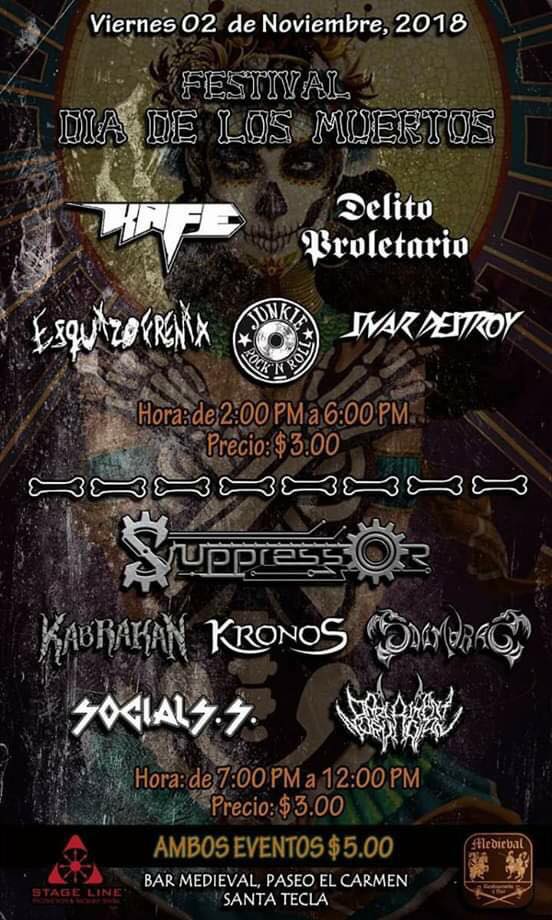 Viernes 02 de Noviembre, 2018
FESTIVAL
DIA DE LOS MUERTOS
KAFE
Delito
Proletario
ESQUIZOFRENIA
JUNKIE
ROCK'N ROLL
Hora: de 2:00 PM a 6:00 PM
Precio: $3.00
Suppressor
KABRAKAN
KRONOS
SOCIAL S.S.
Hora: de 7:00 PM a 12:00 PM
Precio: $3.00
AMBOS EVENTOS $5.00
STAGE LINE
BAR MEDIEVAL, PASEO EL CARMEN
SANTA TECLA
Medieval